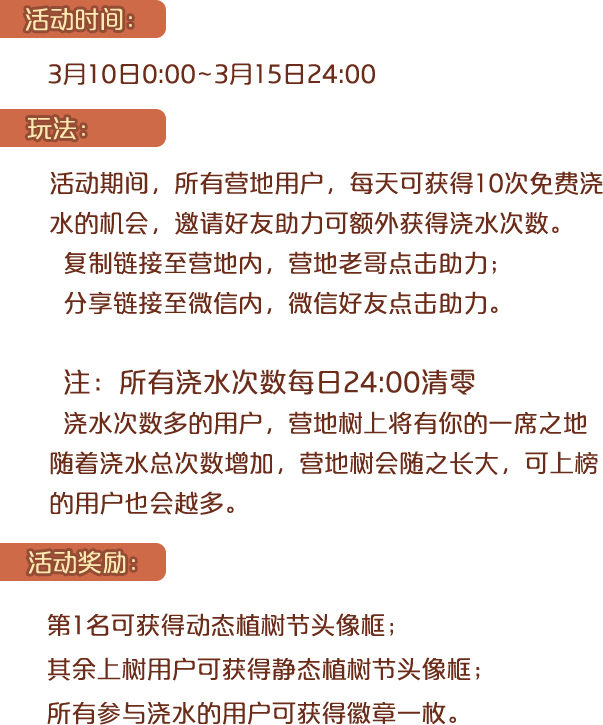 活动时间：
3月10日0:00~3月15日24:00
玩法：
活动期间，所有营地用户，每天可获得10次免费浇
水的机会，邀请好友助力可额外获得浇水次数。
复制链接至营地内，营地老哥点击助力；
分享链接至微信内，微信好友点击助力。
注：所有浇水次数每日24:00清零
浇水次数多的用户，营地树上将有你的一席之地
随着浇水总次数增加，营地树会随之长大，可上榜
的用户也会越多。
活动奖励：
第1名可获得动态植树节头像框；
其余上树用户可获得静态植树节头像框；
所有参与浇水的用户可获得徽章一枚。